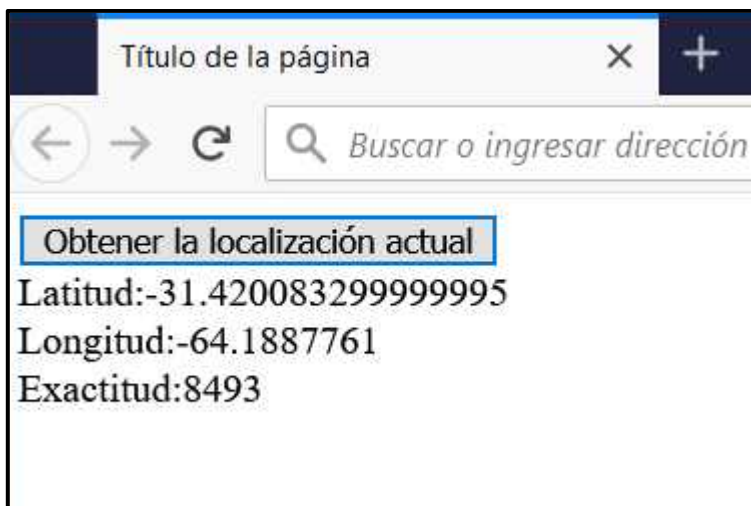 Título de la página
Buscar o ingresar dirección
Obtener la localización actual
Latitud:-31.420083299999995
Longitud:-64.1887761
Exactitud:8493